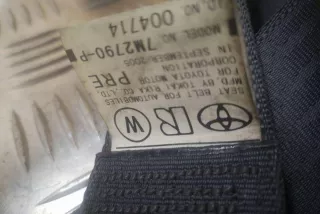 SEAT BELT FOR AUTOMOBILES
MFD. BY TOKAI RIKA CO., LTD.
FOR TOYOTA MOTOR
CORPORATION PRE
IN SEPTEMBER/2005
MODEL NO. 7M2790-P
NO. 004714